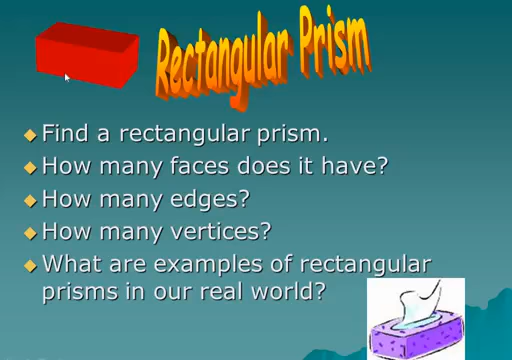 Rectangular Prism
Find a rectangular prism.
How many faces does it have?
How many edges?
How many vertices?
What are examples of rectangular
prisms in our real world?